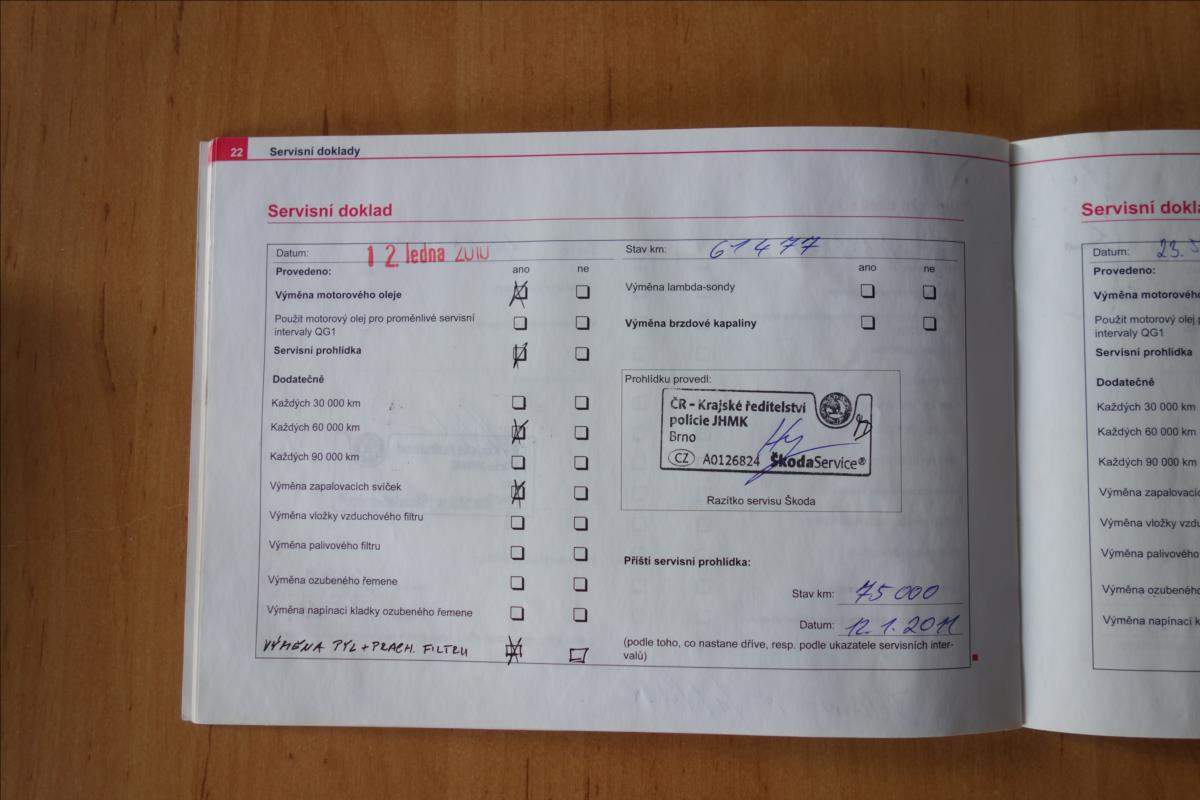 22 Servisní doklady
Servisní doklad
Datum: 12. ledna 2010
Provedeno: ano ne
Výměna motorového oleje
Použit motorový olej pro proměnlivé servisní
intervaly QG1
Servisní prohlídka
Dodatečně
Každých 30 000 km
Každých 60 000 km
Každých 90 000 km
Výměna zapalovacích svíček
Výměna vložky vzduchového filtru
Výměna palivového filtru
Výměna ozubeného řemene
Výměna napínací kladky ozubeného řemene
VÝMĚNA PYL+PRACH. FILTRU
Stav km: 61477
ano ne
Výměna lambda-sondy
Výměna brzdové kapaliny
Prohlídku provedl:
ČR - Krajské ředitelství
policie JHMK
Brno
CZ A0126824 ŠkodaService®
Razítko servisu Škoda
Příští servisní prohlídka:
Stav km: 75 000
Datum: 12.1.2011
(podle toho, co nastane dříve, resp. podle ukazatele servisních inter-
valů)
Servisní
Datum: 23.
Provedeno:
Výměna
Použit motorový olej
intervaly QG1
Servisní prohlídka
Dodatečně
Každých 30 000 km
Každých 60 000 km
Každých 90 000 km
Výměna
Výměna vložky
Výměna palivového
Výměna
Výměna napínací